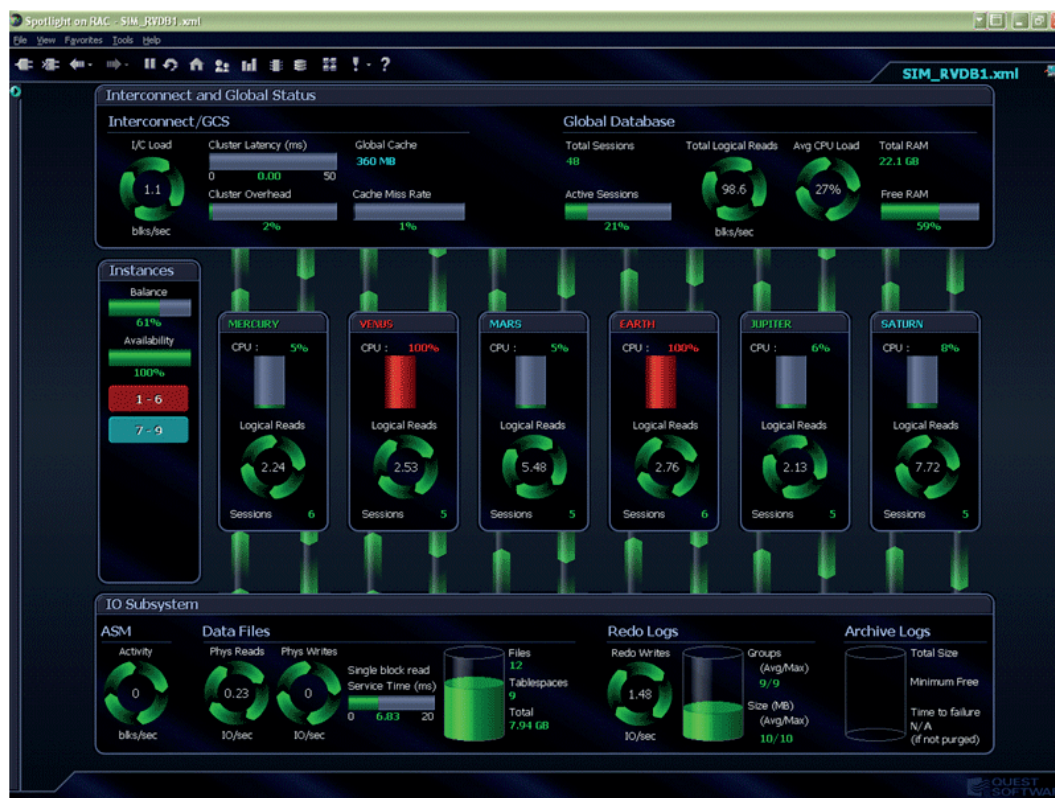 Spotlight on RAC - SIM_RVDB1.xml
File View Favorites Tools Help
SIM_RVDB1.xml
Interconnect and Global Status
Interconnect/GCS
I/C Load
1.1
blks/sec
Cluster Latency (ms)
0 0.00 50
Cluster Overhead
2%
Global Cache
360 MB
Cache Miss Rate
1%
Global Database
Total Sessions
48
Active Sessions
21%
Total Logical Reads
98.6
blks/sec
Avg CPU Load
27%
Total RAM
22.1 GB
Free RAM
59%
Instances
Balance
61%
Availability
100%
1 - 6
7 - 9
MERCURY
CPU : 5%
Logical Reads
2.24
Sessions 6
VENUS
CPU : 100%
Logical Reads
2.53
Sessions 5
MARS
CPU : 5%
Logical Reads
5.48
Sessions 5
EARTH
CPU : 100%
Logical Reads
2.76
Sessions 6
JUPITER
CPU : 6%
Logical Reads
2.13
Sessions 5
SATURN
CPU : 8%
Logical Reads
7.72
Sessions 5
IO Subsystem
ASM
Activity
0
blks/sec
Data Files
Phys Reads
0.23
IO/sec
Phys Writes
0
IO/sec
Single block read
Service Time (ms)
0 6.83 20
Files
12
Tablespaces
9
Total
7.94 GB
Redo Logs
Redo Writes
1.48
IO/sec
Groups
(Avg/Max)
9/9
Size (MB)
(Avg/Max)
10/10
Archive Logs
Total Size
Minimum Free
Time to failure
N/A
(if not purged)
QUEST
SOFTWA